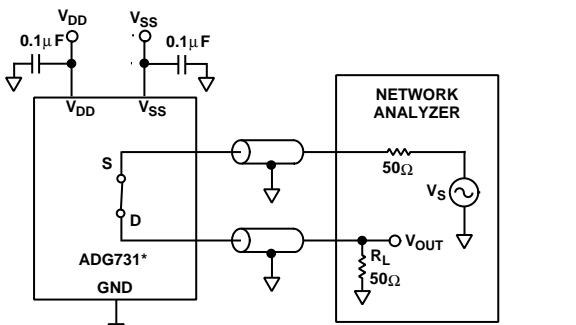 VDD
VSS
0.1μF
0.1μF
VDD
VSS
NETWORK
ANALYZER
S
50Ω
VS
D
VOUT
RL
50Ω
ADG731*
GND